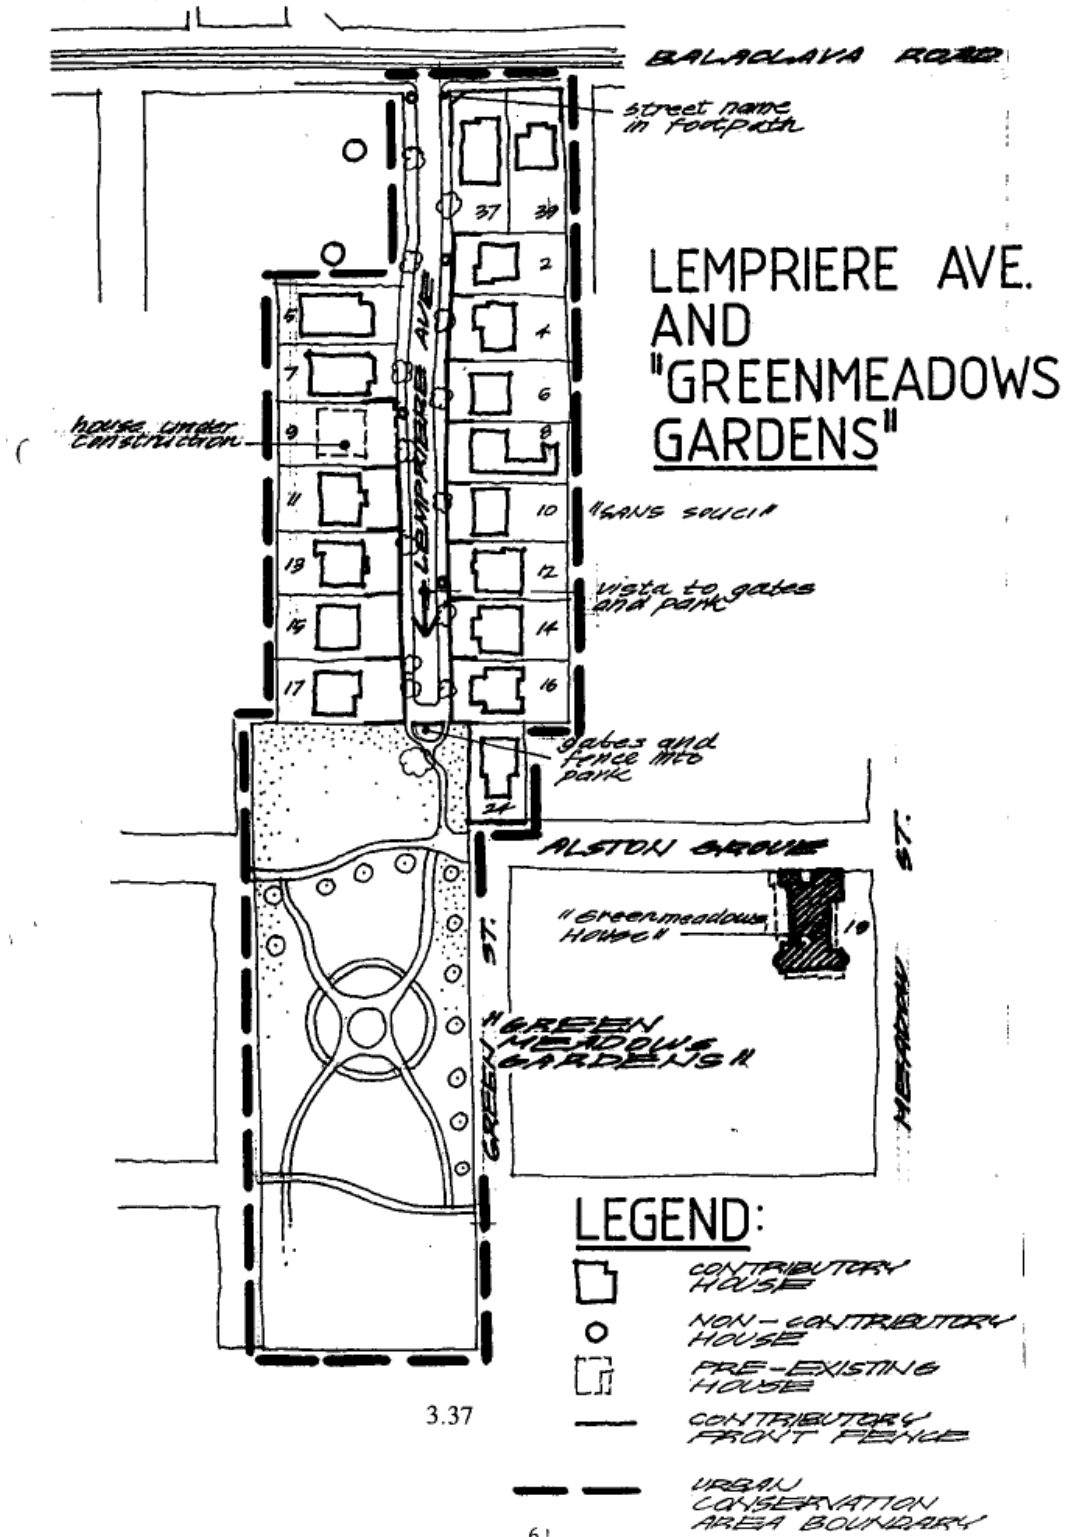 BALACLAVA ROAD
street name
in footpath
37
39
LEMPRIERE AVE.
AND
"GREENMEADOWS
GARDENS"
2
LEMPRIERE AVE
5
4
7
6
house under
construction
9
8
11
10
"SANS SOUCI"
13
12
vista to gates
and park
15
14
17
16
gates and
fence into
park
24
ALSTON GROVE
MEADOW ST.
"Greenmeadows
House"
19
GREEN ST.
"GREEN
MEADOWS
GARDENS"
LEGEND:
CONTRIBUTORY
HOUSE
NON-CONTRIBUTORY
HOUSE
PRE-EXISTING
HOUSE
3.37
CONTRIBUTORY
FRONT FENCE
URBAN
CONSERVATION
AREA BOUNDARY